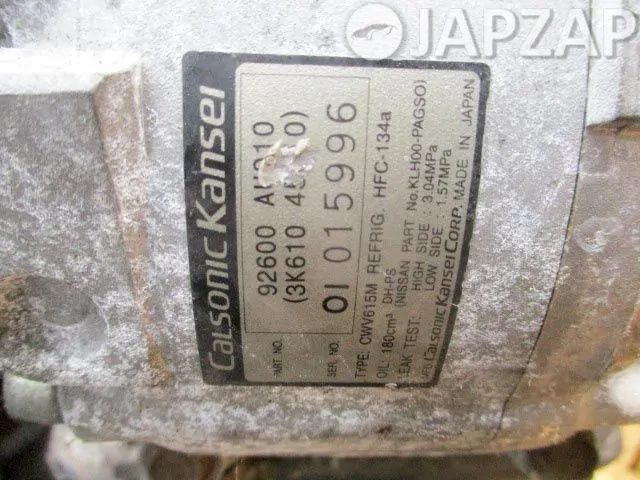 JAPZAP
Calsonic Kansei
PART NO. 92600
(3K610
SER. NO. 01 015996
TYPE CWV615M REFRIG. HFC-134a
OIL 180cm³ DH-PS
(NISSAN PART No.KLH00-PAGSO)
LEAK TEST. HIGH SIDE : 3.04MPa
LOW SIDE : 1.57MPa
Calsonic Kansei CORP. MADE IN JAPAN